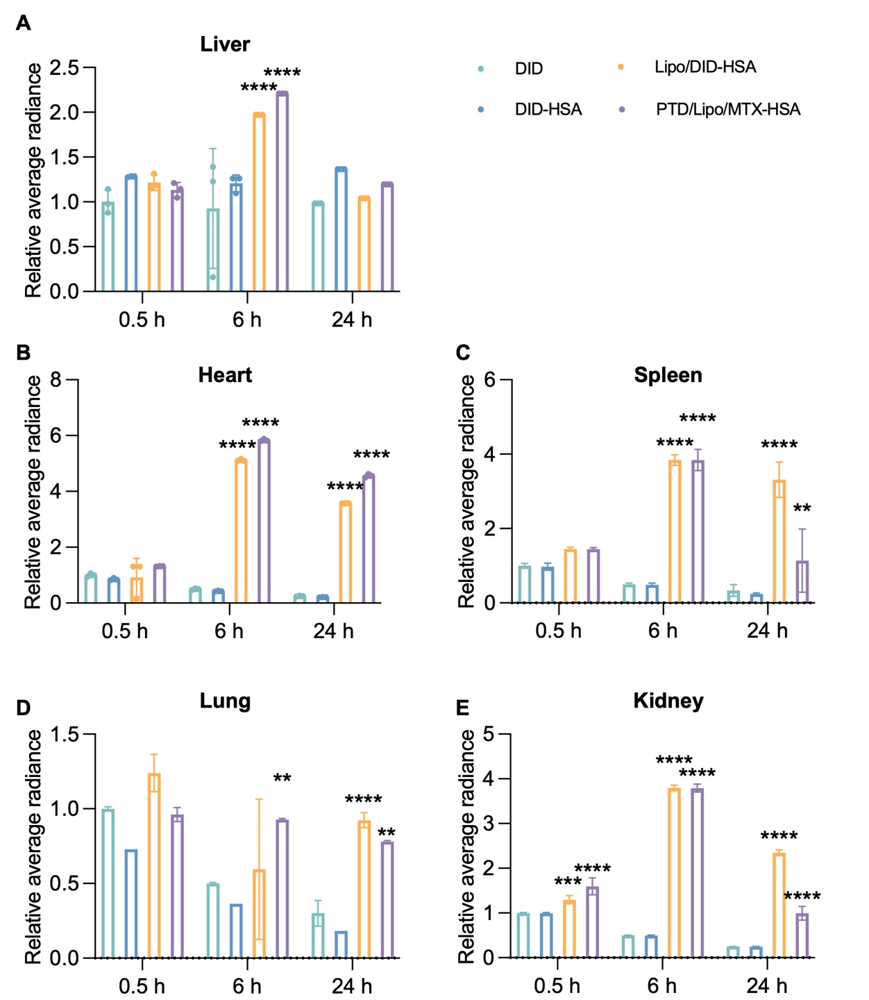 A
Liver
Relative average radiance
2.5
2.0
1.5
1.0
0.5
0.0
****
****
0.5 h 6 h 24 h
DID Lipo/DID-HSA
DID-HSA PTD/Lipo/MTX-HSA
B
Heart
Relative average radiance
8
6
4
2
0
****
****
****
****
0.5 h 6 h 24 h
C
Spleen
Relative average radiance
6
4
2
0
****
****
****
**
0.5 h 6 h 24 h
D
Lung
Relative average radiance
1.5
1.0
0.5
0.0
**
****
**
0.5 h 6 h 24 h
E
Kidney
Relative average radiance
5
4
3
2
1
0
***
****
****
****
****
****
0.5 h 6 h 24 h